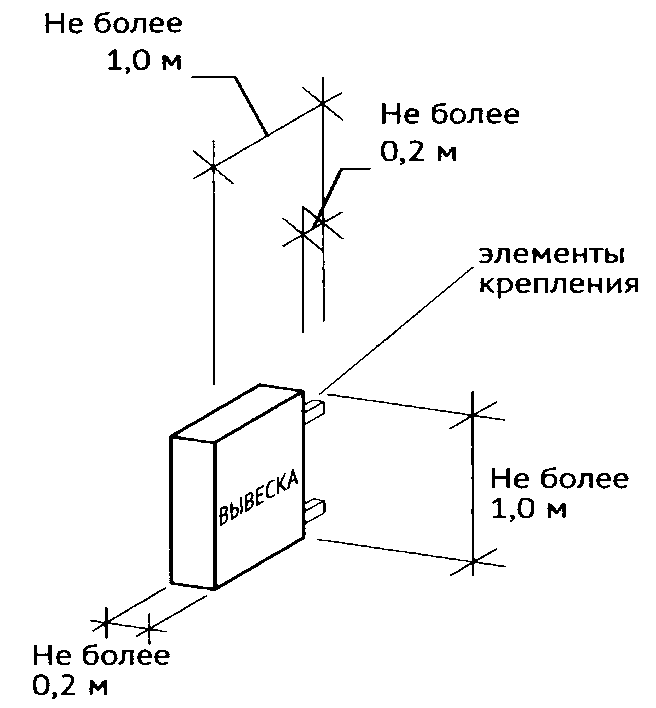 Не более
1,0 м
Не более
0,2 м
элементы
крепления
ВЫВЕСКА
Не более
1,0 м
Не более
0,2 м